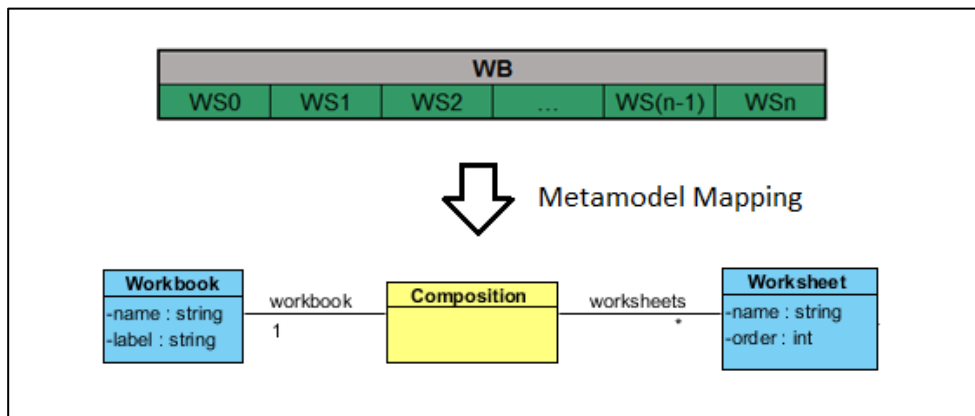 WB
WS0 WS1 WS2 ... WS(n-1) WSn
Metamodel Mapping
Workbook
-name : string
-label : string
workbook
1
Composition
worksheets
*
Worksheet
-name : string
-order : int